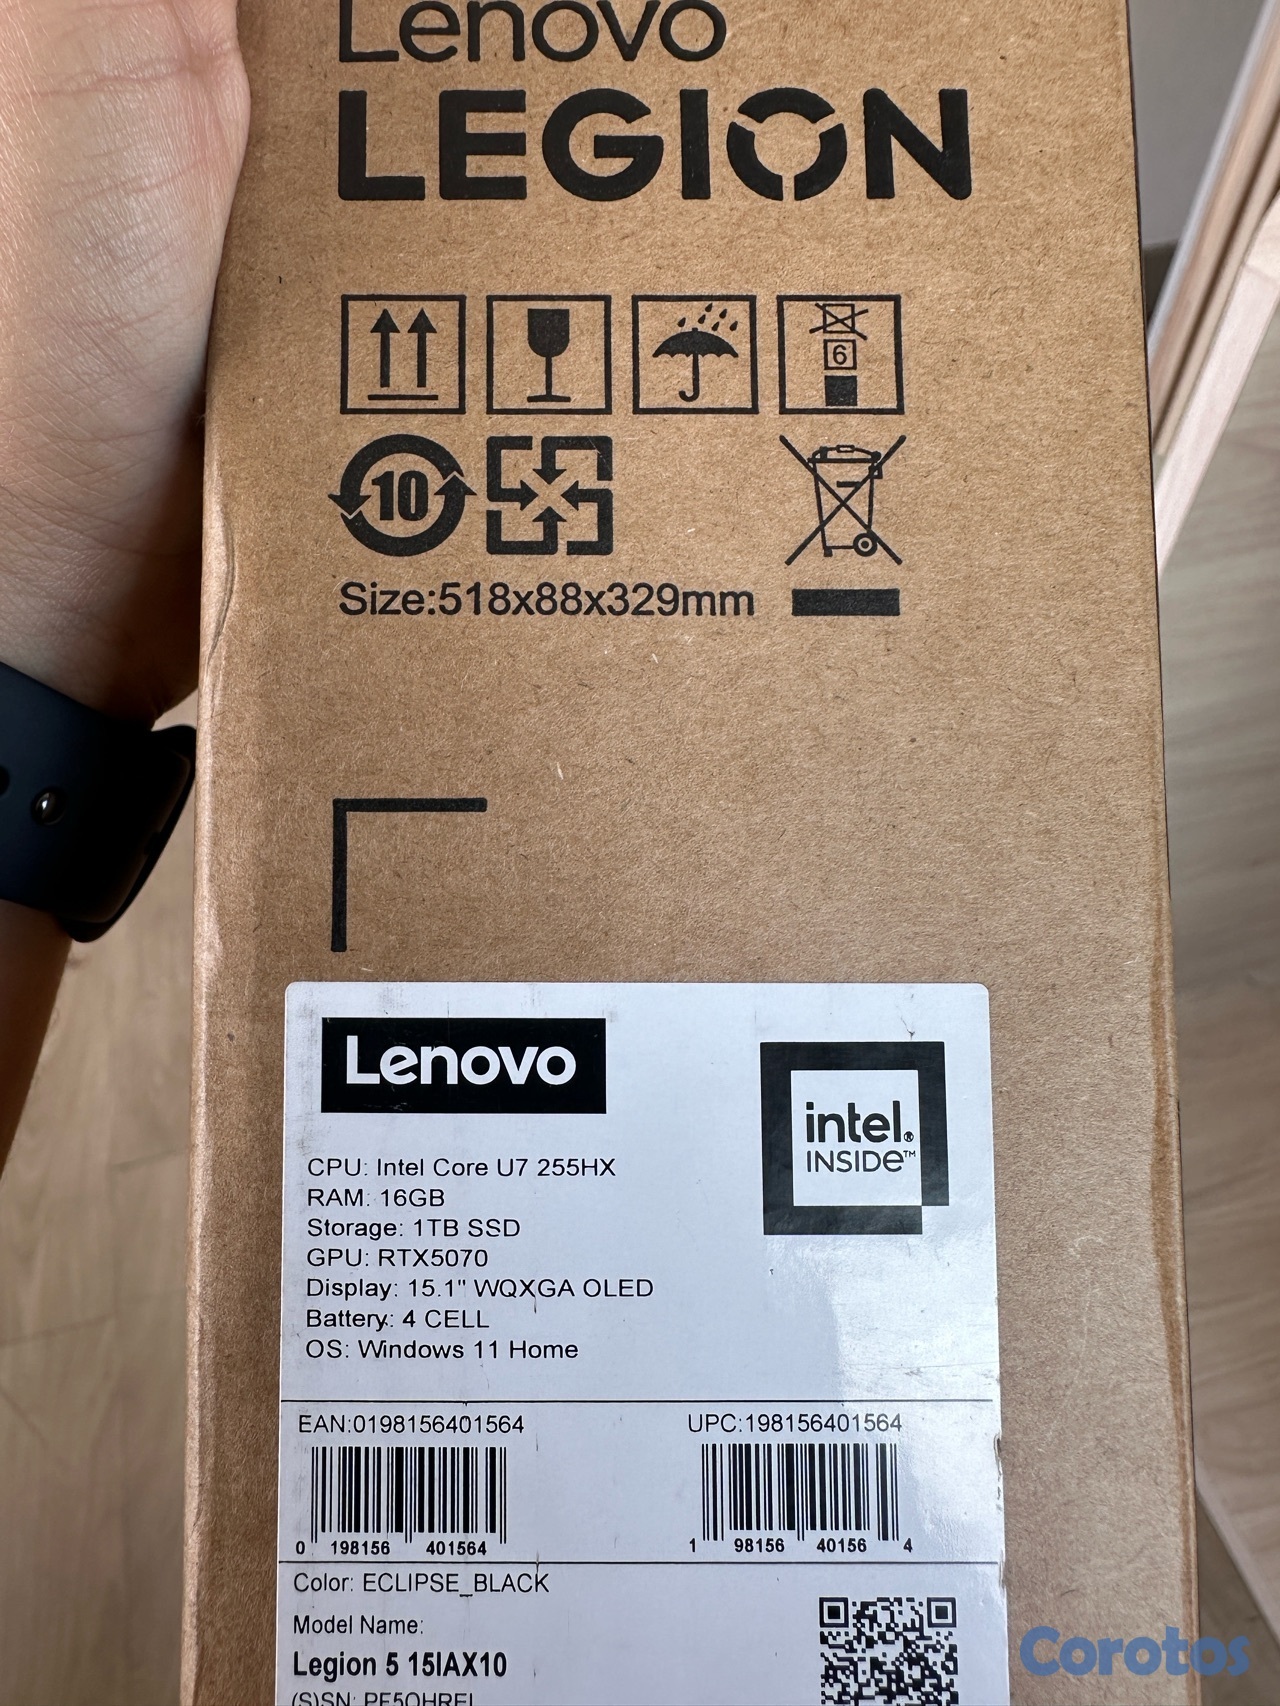 Lenovo
LEGION
6
10
Size:518x88x329mm
Lenovo
intel®
INSIDE™
CPU: Intel Core U7 255HX
RAM: 16GB
Storage: 1TB SSD
GPU: RTX5070
Display: 15.1" WQXGA OLED
Battery: 4 CELL
OS: Windows 11 Home
EAN:0198156401564
UPC:198156401564
0 198156 401564
1 98156 40156 4
Color: ECLIPSE_BLACK
Model Name:
Legion 5 15IAX10
(S)SN:
Corotos